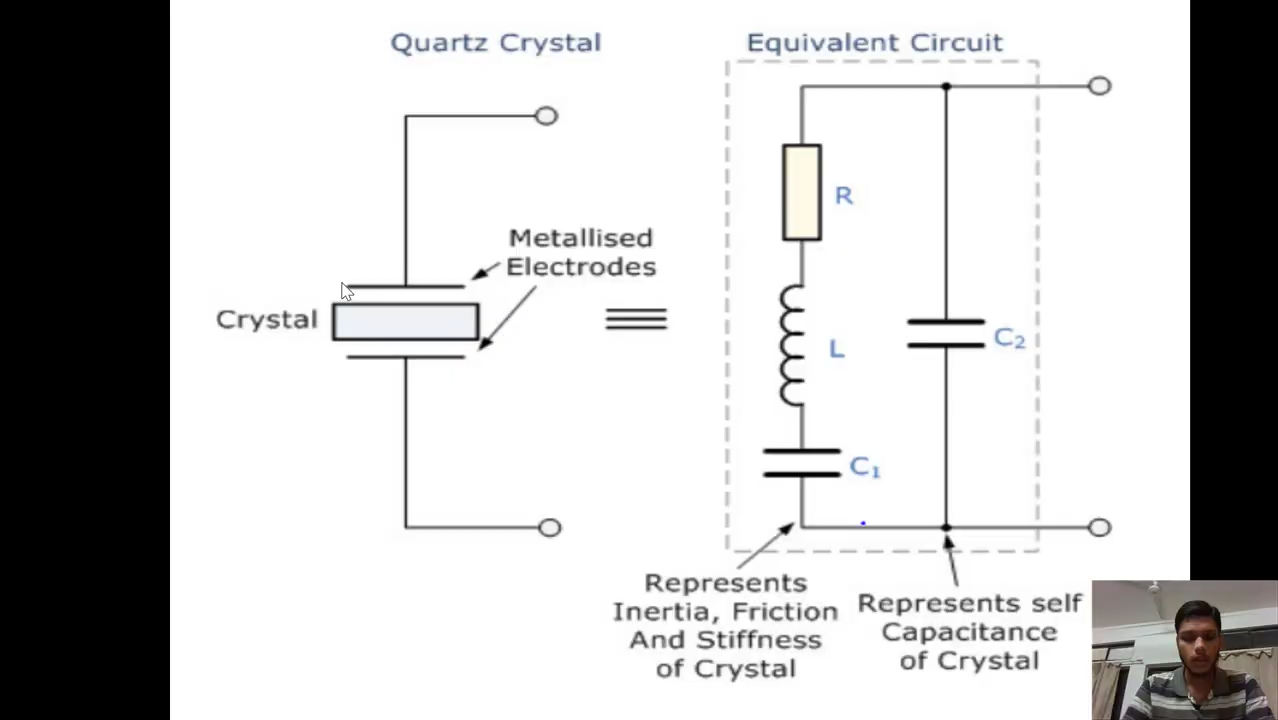 Quartz Crystal
Equivalent Circuit
R
Metallised
Electrodes
Crystal
L
C₂
C₁
Represents
Inertia, Friction
And Stiffness
of Crystal
Represents self
Capacitance
of Crystal